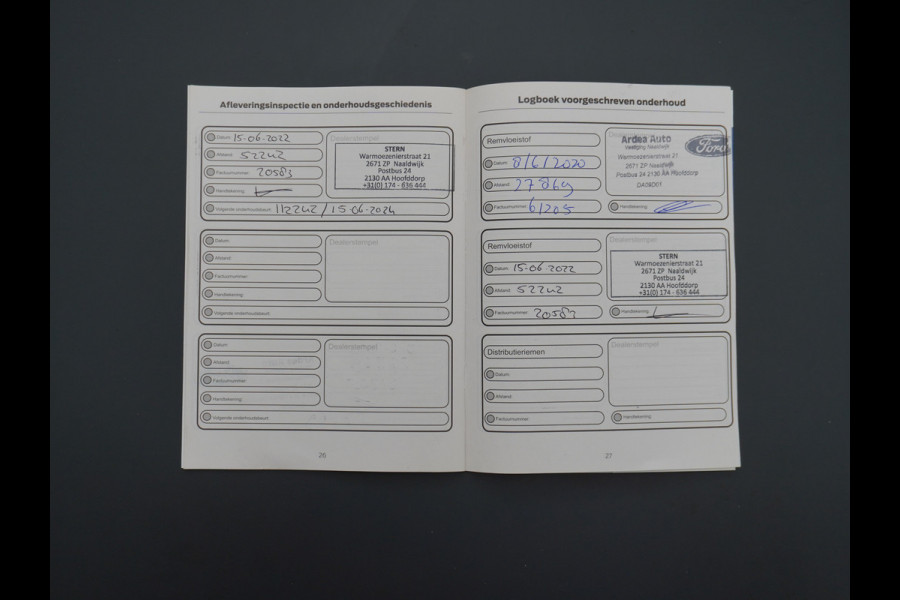 Afleveringsinspectie en onderhoudsgeschiedenis
Datum: 15-06-2022
Afstand: 52242
Factuurnummer: 20583
Handtekening:
Volgende onderhoudsbeurt: 112242 / 15-06-2024
Dealerstempel
STERN
Warmoezenierstraat 21
2671 ZP Naaldwijk
Postbus 24
2130 AA Hoofddorp
+31(0) 174 - 636 444
Datum:
Afstand:
Factuurnummer:
Handtekening:
Volgende onderhoudsbeurt:
Dealerstempel
Datum:
Afstand:
Factuurnummer:
Handtekening:
Volgende onderhoudsbeurt:
Dealerstempel
Logboek voorgeschreven onderhoud
Remvloeistof
Datum: 8/6/2020
Afstand: 27869
Factuurnummer: 61205
Ardea Auto
vestiging Naaldwijk
Warmoezenierstraat 21
2671 ZP Naaldwijk
Postbus 24 2130 AA Hoofddorp
Ford
Handtekening:
Remvloeistof
Datum: 15-06-2022
Afstand: 52242
Factuurnummer: 20583
Dealerstempel
STERN
Warmoezenierstraat 21
2671 ZP Naaldwijk
Postbus 24
2130 AA Hoofddorp
+31(0) 174 - 636 444
Handtekening:
Distributieriemen
Datum:
Afstand:
Factuurnummer:
Dealerstempel
Handtekening:
27